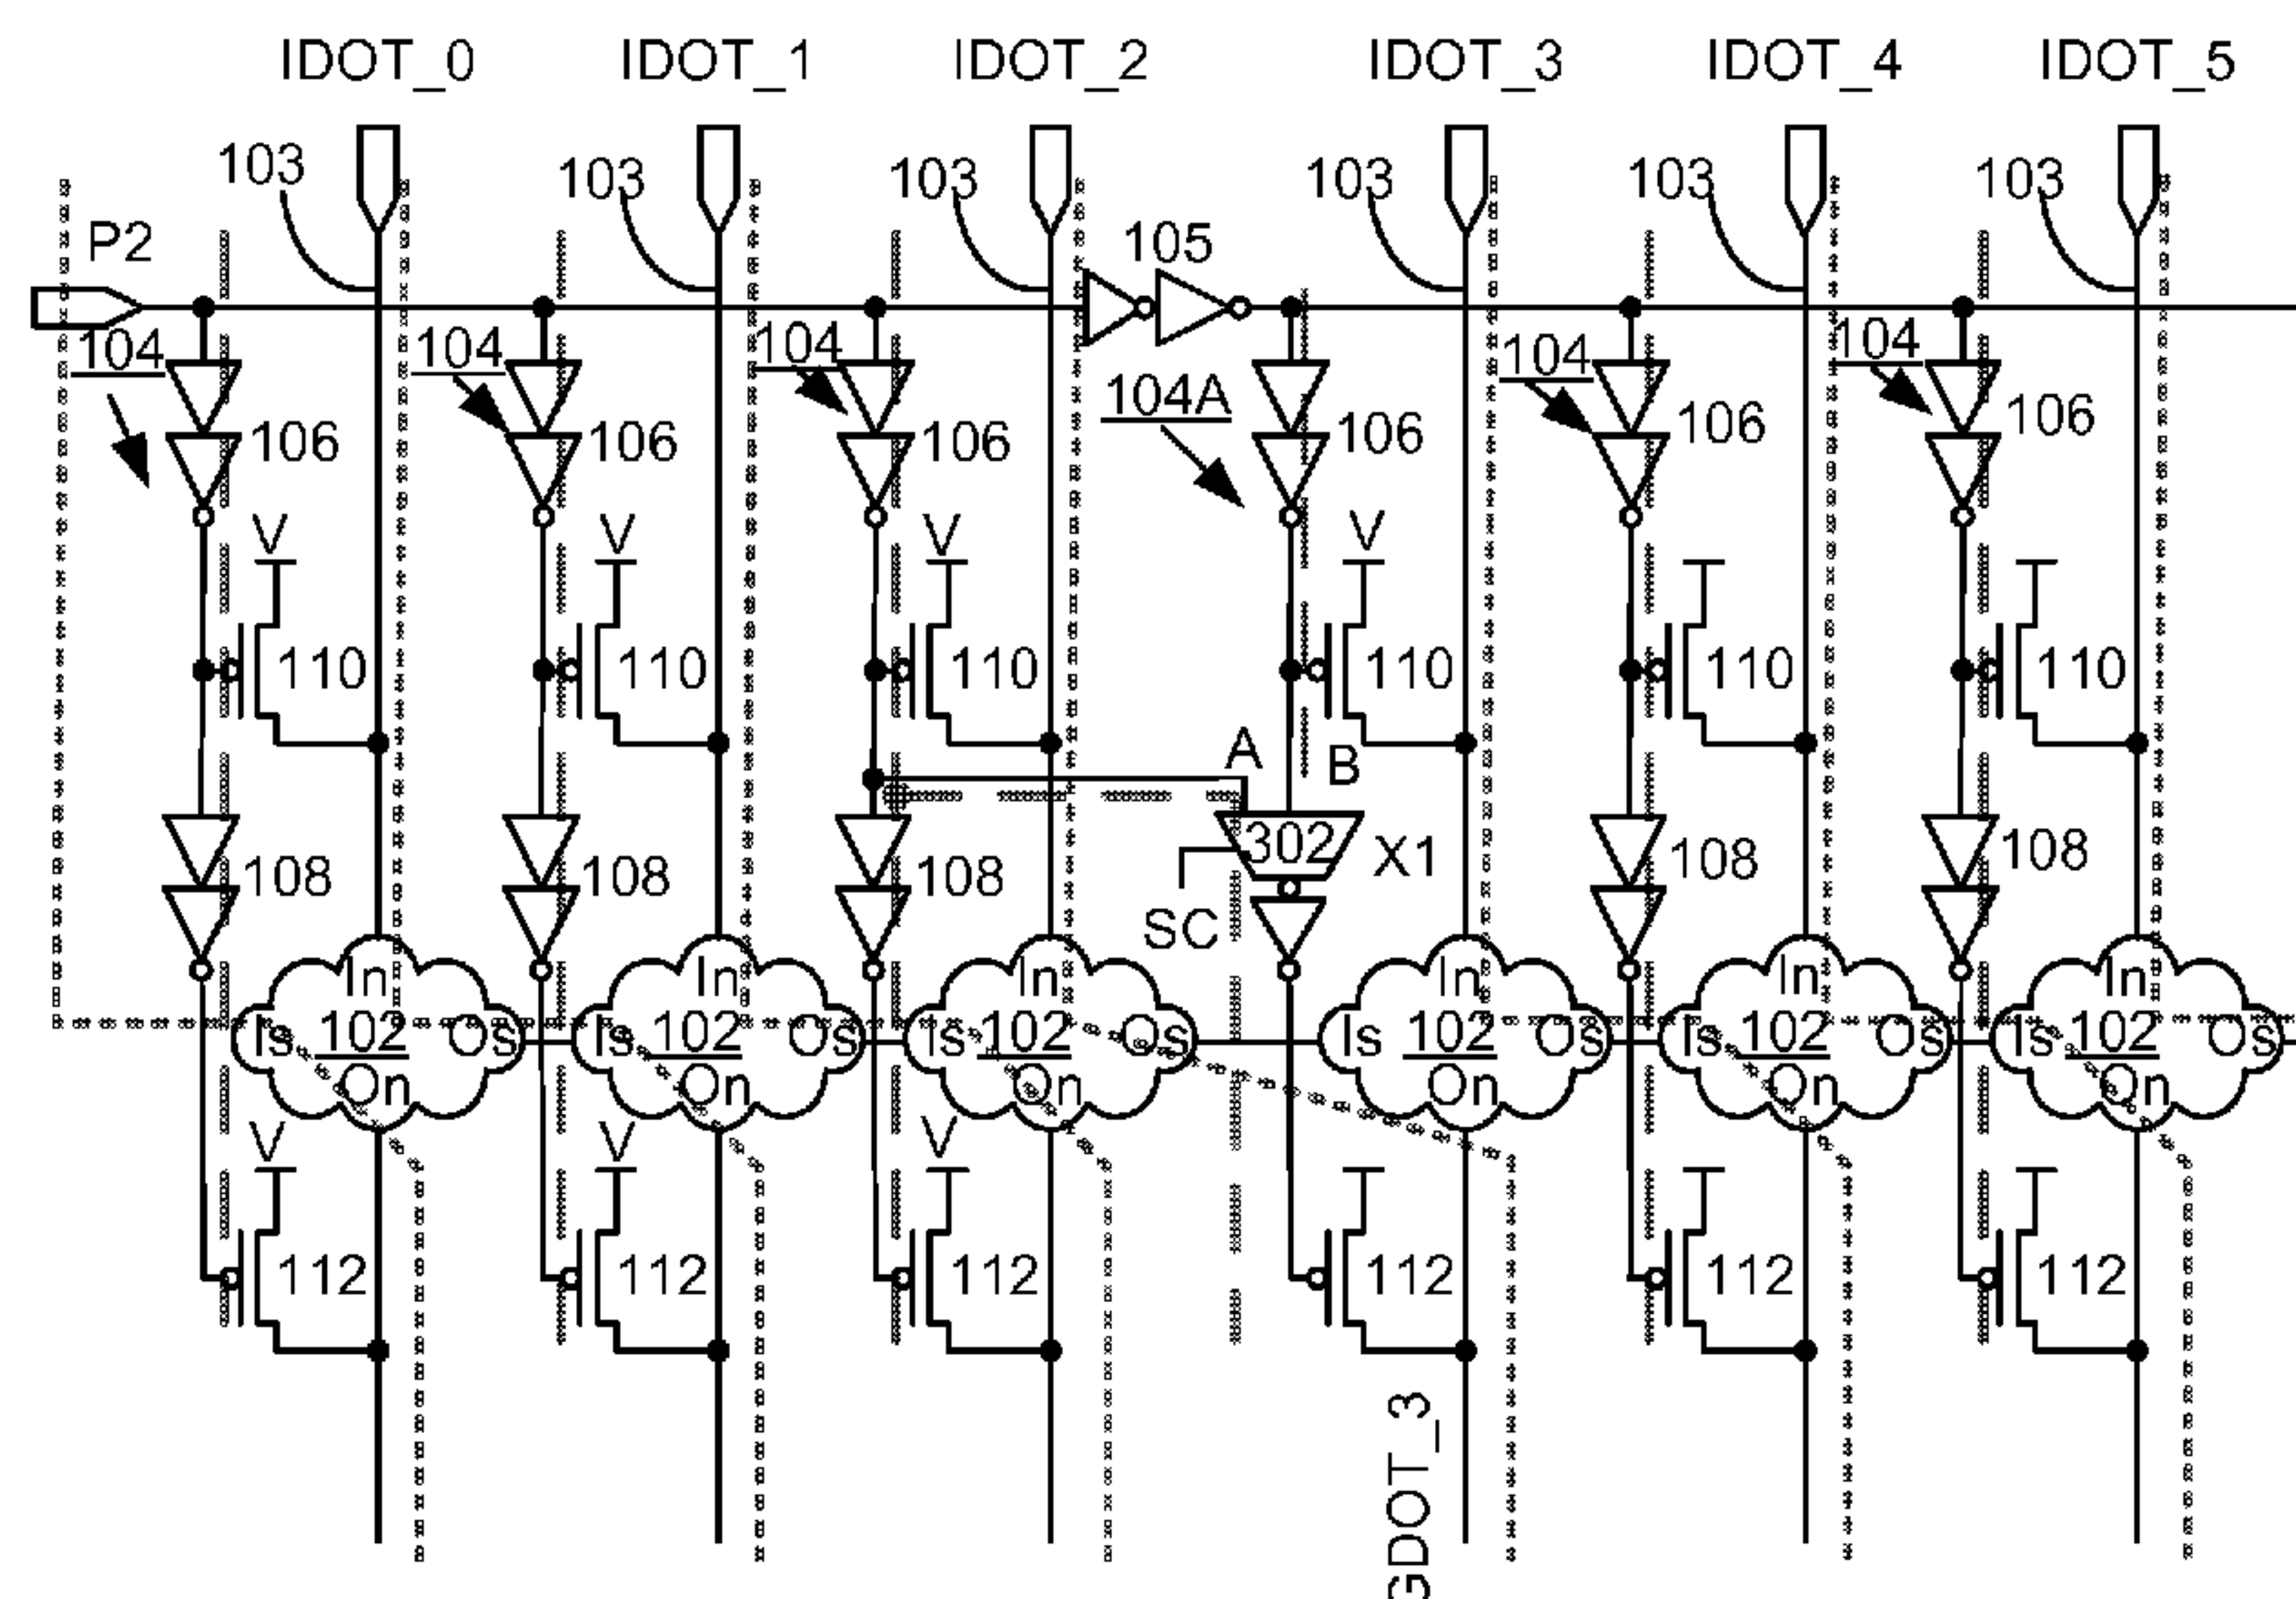 IDOT_0 IDOT_1 IDOT_2 IDOT_3 IDOT_4 IDOT_5
103 103 103 103 103 103
P2 105
104 104 104 104A 104 104
106 106 106 106 106 106
V V V V
110 110 110 110 110 110
A B
302 X1
108 108 108 108 108
SC
In In In In In In
Is 102 Os Is 102 Os Is 102 Os Is 102 Os Is 102 Os Is 102 Os
On On On On On On
V V V
112 112 112 112 112 112
GDOT_3